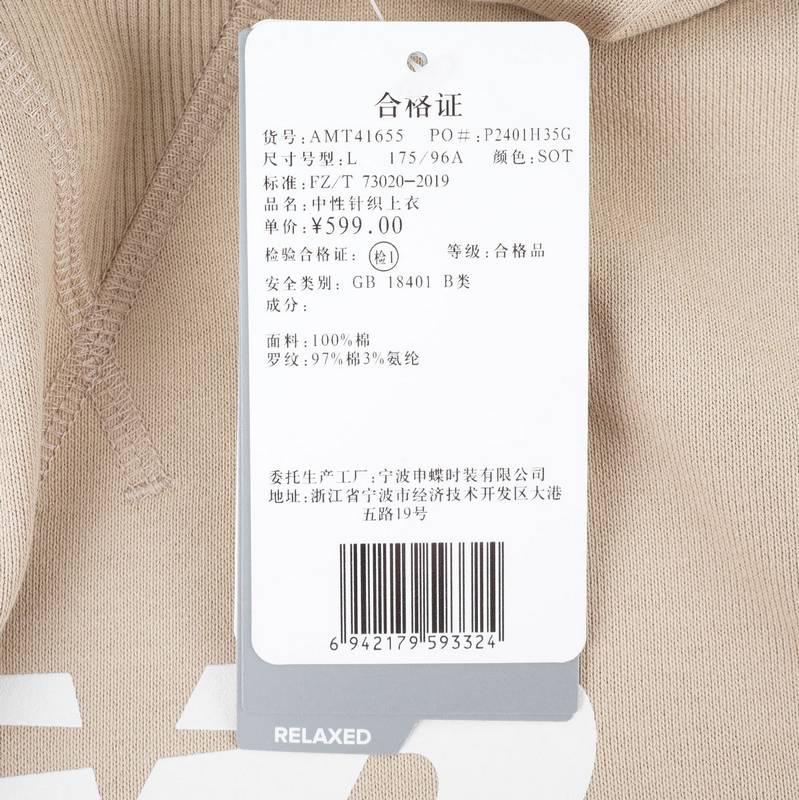 合格证
货号:AMT41655 PO#:P2401H35G
尺寸号型:L 175/96A 颜色:SOT
标准:FZ/T 73020-2019
品名:中性针织上衣
单价:¥599.00
检验合格证: 检1 等级:合格品
安全类别: GB 18401 B类
成分:
面料:100%棉
罗纹:97%棉3%氨纶
委托生产工厂:宁波申蝶时装有限公司
地址:浙江省宁波市经济技术开发区大港
五路19号
6 942179 593324
RELAXED